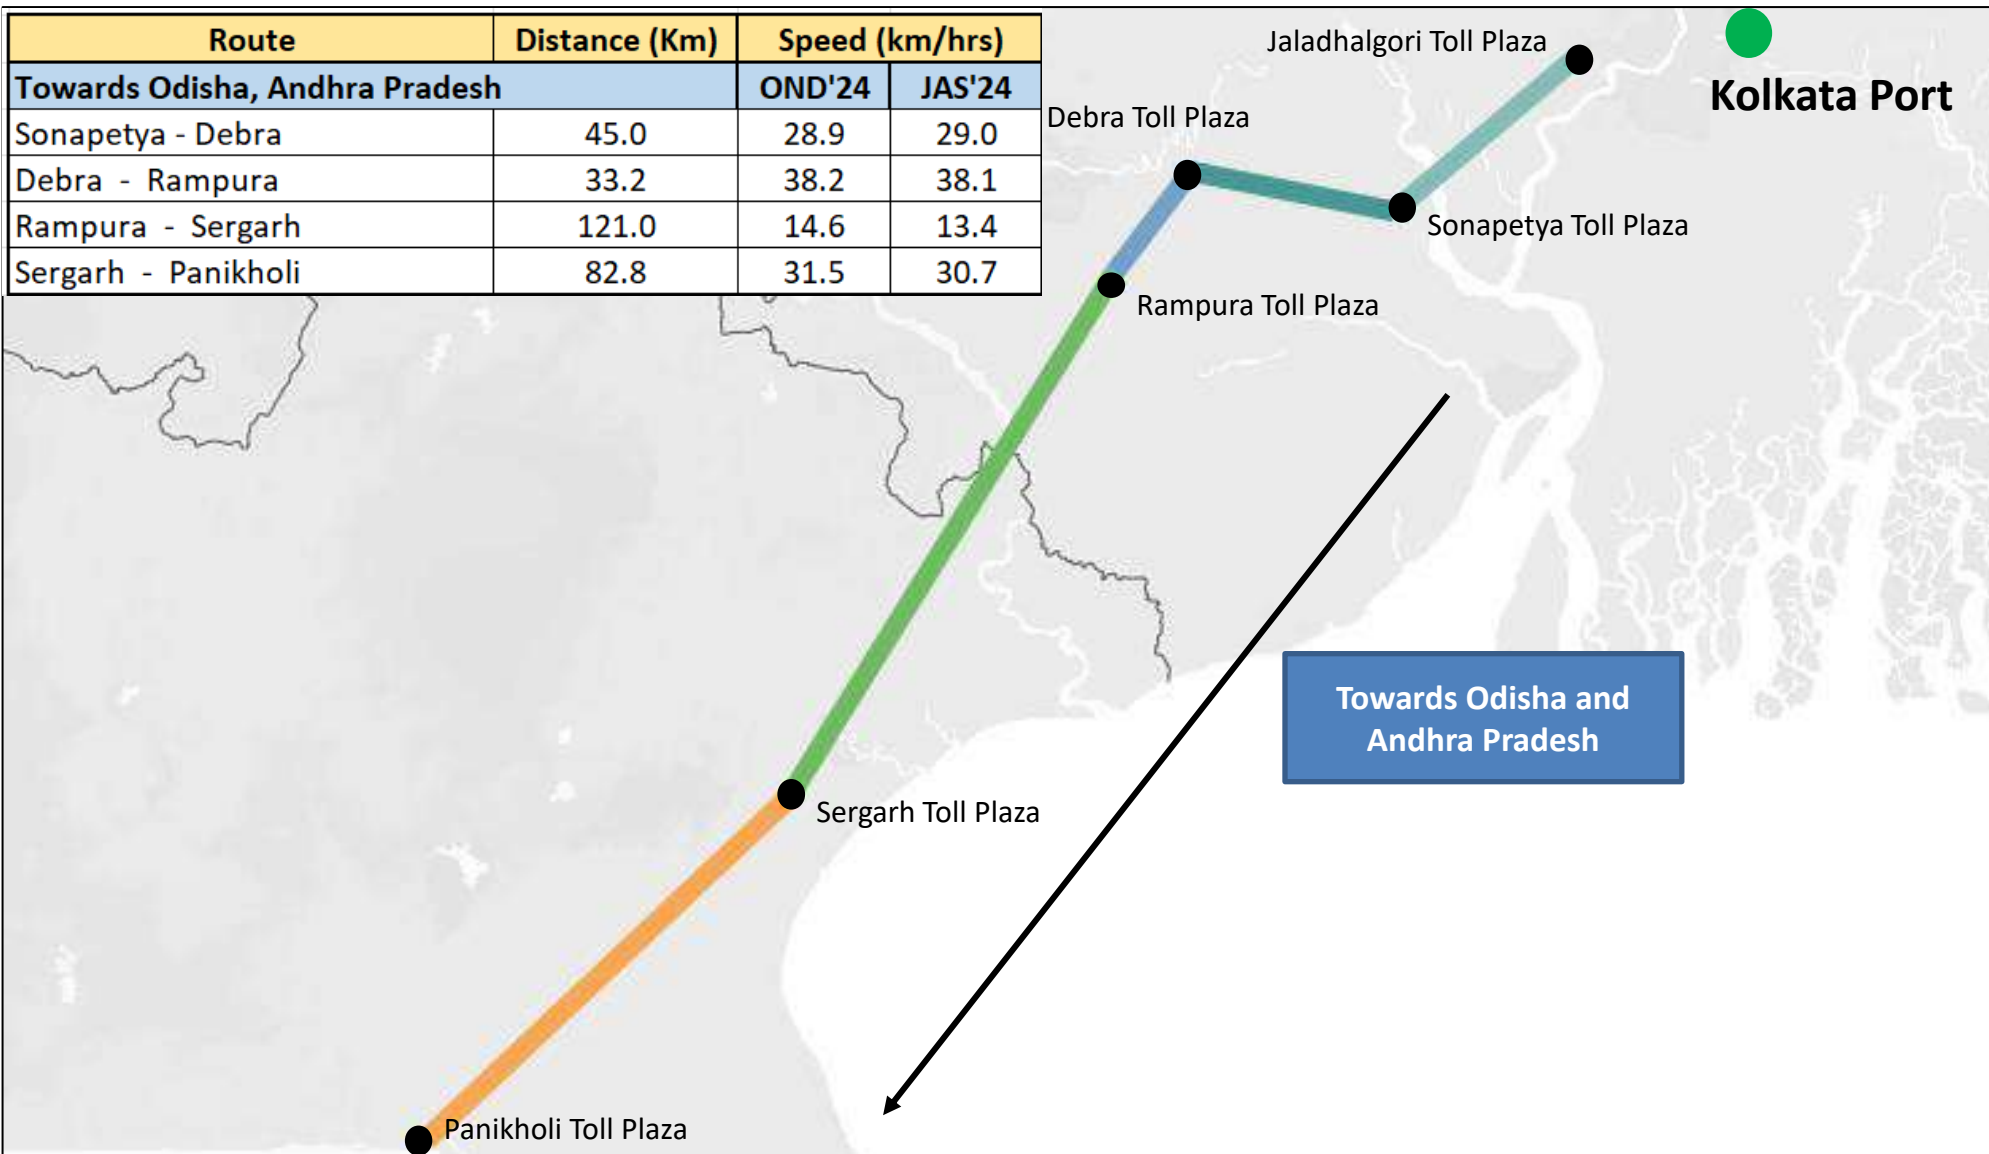 Route Distance (Km) Speed (km/hrs)
Towards Odisha, Andhra Pradesh OND'24 JAS'24
Sonapetya - Debra 45.0 28.9 29.0
Debra - Rampura 33.2 38.2 38.1
Rampura - Sergarh 121.0 14.6 13.4
Sergarh - Panikholi 82.8 31.5 30.7
Jaladhalgori Toll Plaza
Kolkata Port
Debra Toll Plaza
Sonapetya Toll Plaza
Rampura Toll Plaza
Towards Odisha and
Andhra Pradesh
Sergarh Toll Plaza
Panikholi Toll Plaza